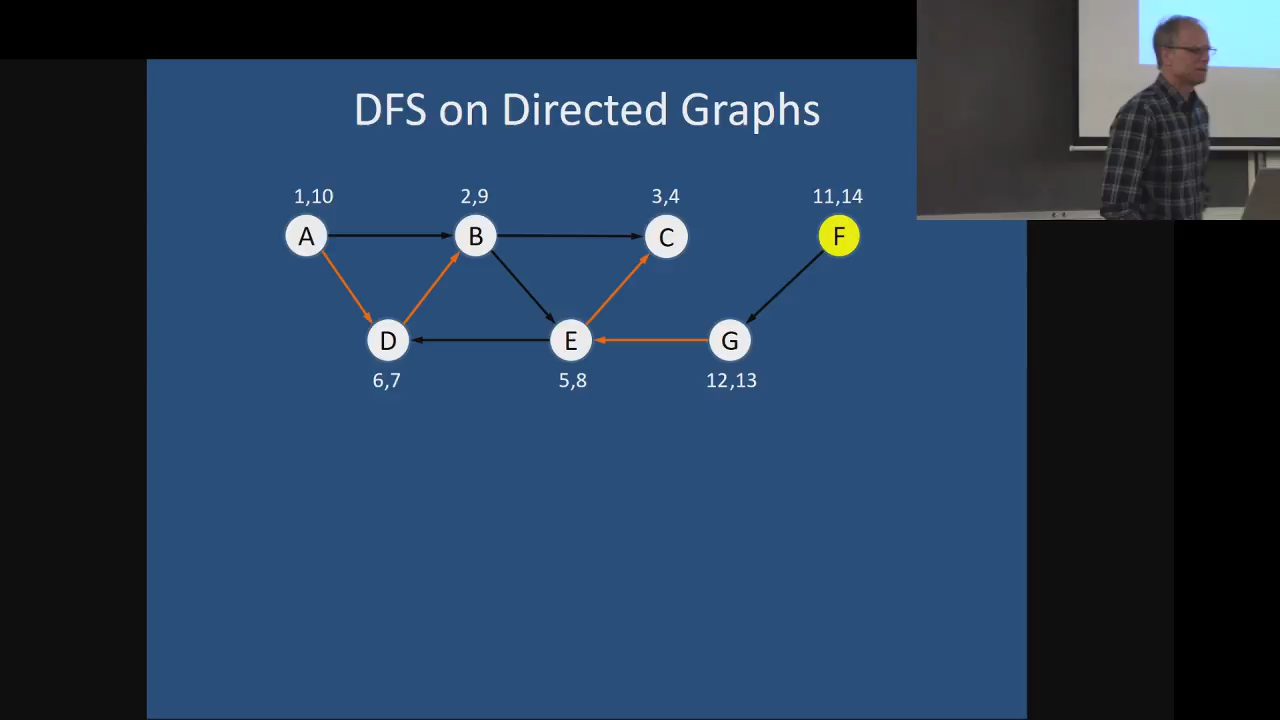 DFS on Directed Graphs
1,10 2,9 3,4 11,14
A B C F
D E G
6,7 5,8 12,13